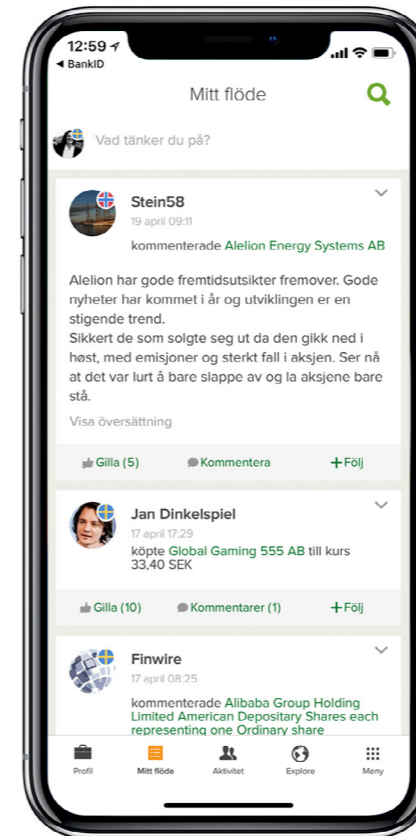 12:59
◀ BankID
Mitt flöde
Vad tänker du på?
Stein58
19 april 09:11
kommenterade Alelion Energy Systems AB
Alelion har gode fremtidsutsikter fremover. Gode
nyheter har kommet i år og utviklingen er en
stigende trend.
Sikkert de som solgte seg ut da den gikk ned i
høst, med emisjoner og sterkt fall i aksjen. Ser nå
at det var lurt å bare slappe av og la aksjene bare
stå.
Visa översättning
Gilla (5) Kommentera +Följ
Jan Dinkelspiel
17 april 17:29
köpte Global Gaming 555 AB till kurs
33,40 SEK
Gilla (10) Kommentarer (1) +Följ
Finwire
17 april 08:25
kommenterade Alibaba Group Holding
Limited American Depositary Shares each
representing one Ordinary share
Profil Mitt flöde Aktivitet Explore Meny